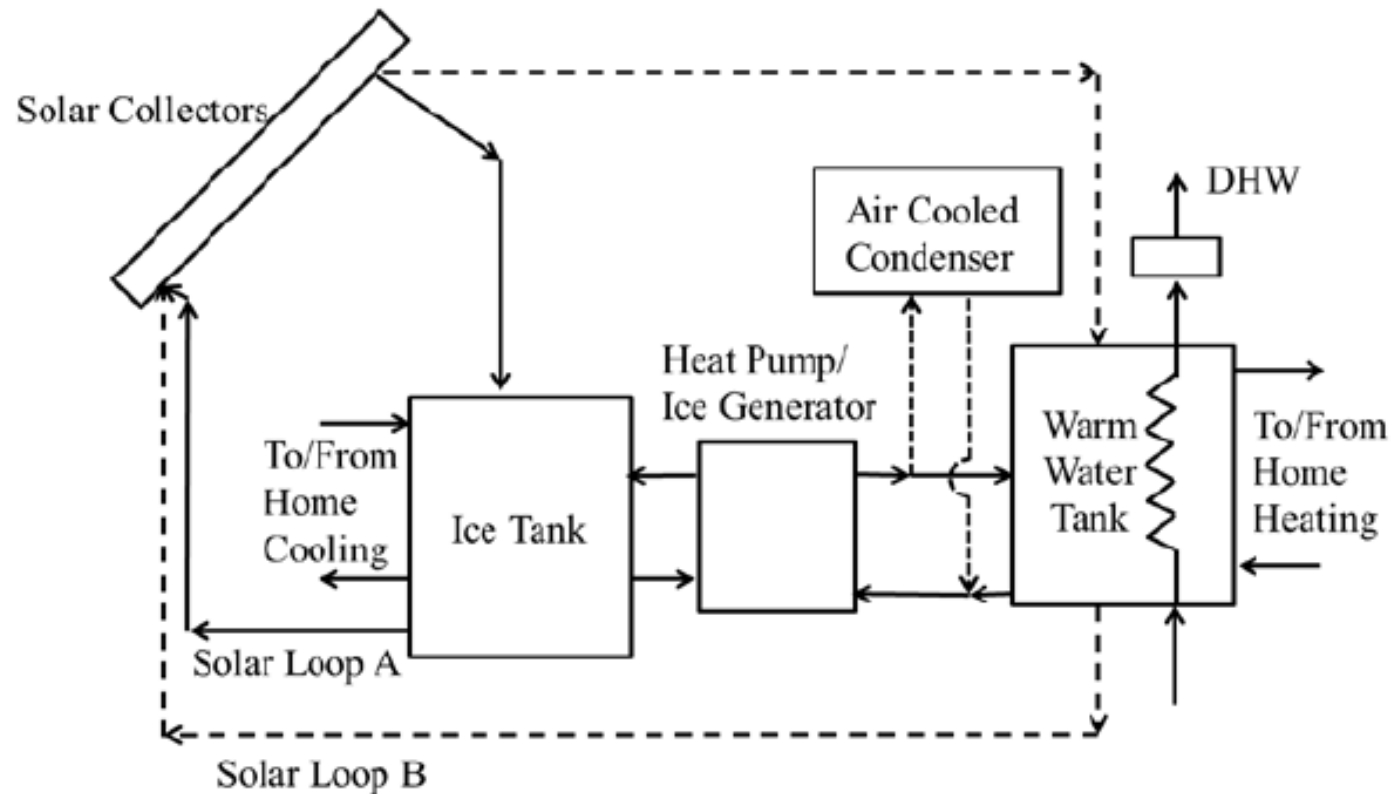 Solar Collectors
DHW
Air Cooled
Condenser
Heat Pump/
Ice Generator
To/From
Home
Cooling
Ice Tank
Warm
Water
Tank
To/From
Home
Heating
Solar Loop A
Solar Loop B